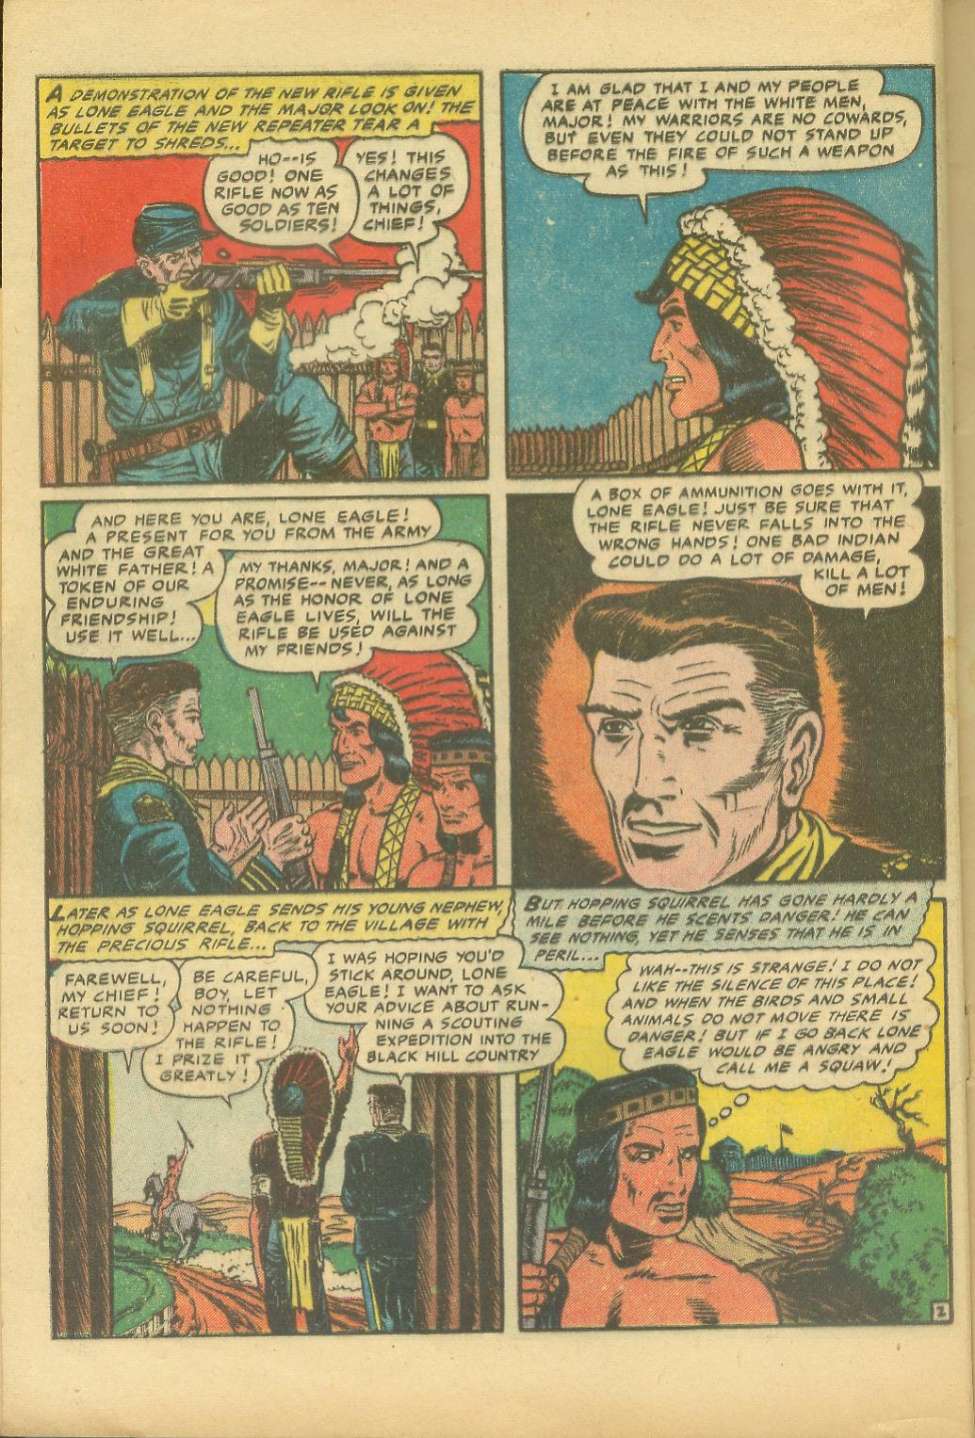 A DEMONSTRATION OF THE NEW RIFLE IS GIVEN
AS LONE EAGLE AND THE MAJOR LOOK ON! THE
BULLETS OF THE NEW REPEATER TEAR A
TARGET TO SHREDS...
HO--IS
GOOD! ONE
RIFLE NOW AS
GOOD AS TEN
SOLDIERS!
YES! THIS
CHANGES
A LOT OF
THINGS,
CHIEF!
I AM GLAD THAT I AND MY PEOPLE
ARE AT PEACE WITH THE WHITE MEN,
MAJOR! MY WARRIORS ARE NO COWARDS,
BUT EVEN THEY COULD NOT STAND UP
BEFORE THE FIRE OF SUCH A WEAPON
AS THIS!
AND HERE YOU ARE, LONE EAGLE!
A PRESENT FOR YOU FROM THE ARMY
AND THE GREAT
WHITE FATHER! A
TOKEN OF OUR
ENDURING
FRIENDSHIP!
USE IT WELL...
MY THANKS, MAJOR! AND A
PROMISE--NEVER, AS LONG
AS THE HONOR OF LONE
EAGLE LIVES, WILL THE
RIFLE BE USED AGAINST
MY FRIENDS!
A BOX OF AMMUNITION GOES WITH IT,
LONE EAGLE! JUST BE SURE THAT
THE RIFLE NEVER FALLS INTO THE
WRONG HANDS! ONE BAD INDIAN
COULD DO A LOT OF DAMAGE,
KILL A LOT
OF MEN!
LATER AS LONE EAGLE SENDS HIS YOUNG NEPHEW,
HOPPING SQUIRREL, BACK TO THE VILLAGE WITH
THE PRECIOUS RIFLE...
FAREWELL,
MY CHIEF!
RETURN TO
US SOON!
BE CAREFUL,
BOY, LET
NOTHING
HAPPEN TO
THE RIFLE!
I PRIZE IT
GREATLY!
I WAS HOPING YOU'D
STICK AROUND, LONE
EAGLE! I WANT TO ASK
YOUR ADVICE ABOUT RUN-
NING A SCOUTING
EXPEDITION INTO THE
BLACK HILL COUNTRY
BUT HOPPING SQUIRREL HAS GONE HARDLY A
MILE BEFORE HE SCENTS DANGER! HE CAN
SEE NOTHING, YET HE SENSES THAT HE IS IN
PERIL...
WAH--THIS IS STRANGE! I DO NOT
LIKE THE SILENCE OF THIS PLACE!
AND WHEN THE BIRDS AND SMALL
ANIMALS DO NOT MOVE THERE IS
DANGER! BUT IF I GO BACK LONE
EAGLE WOULD BE ANGRY AND
CALL ME A SQUAW!
2